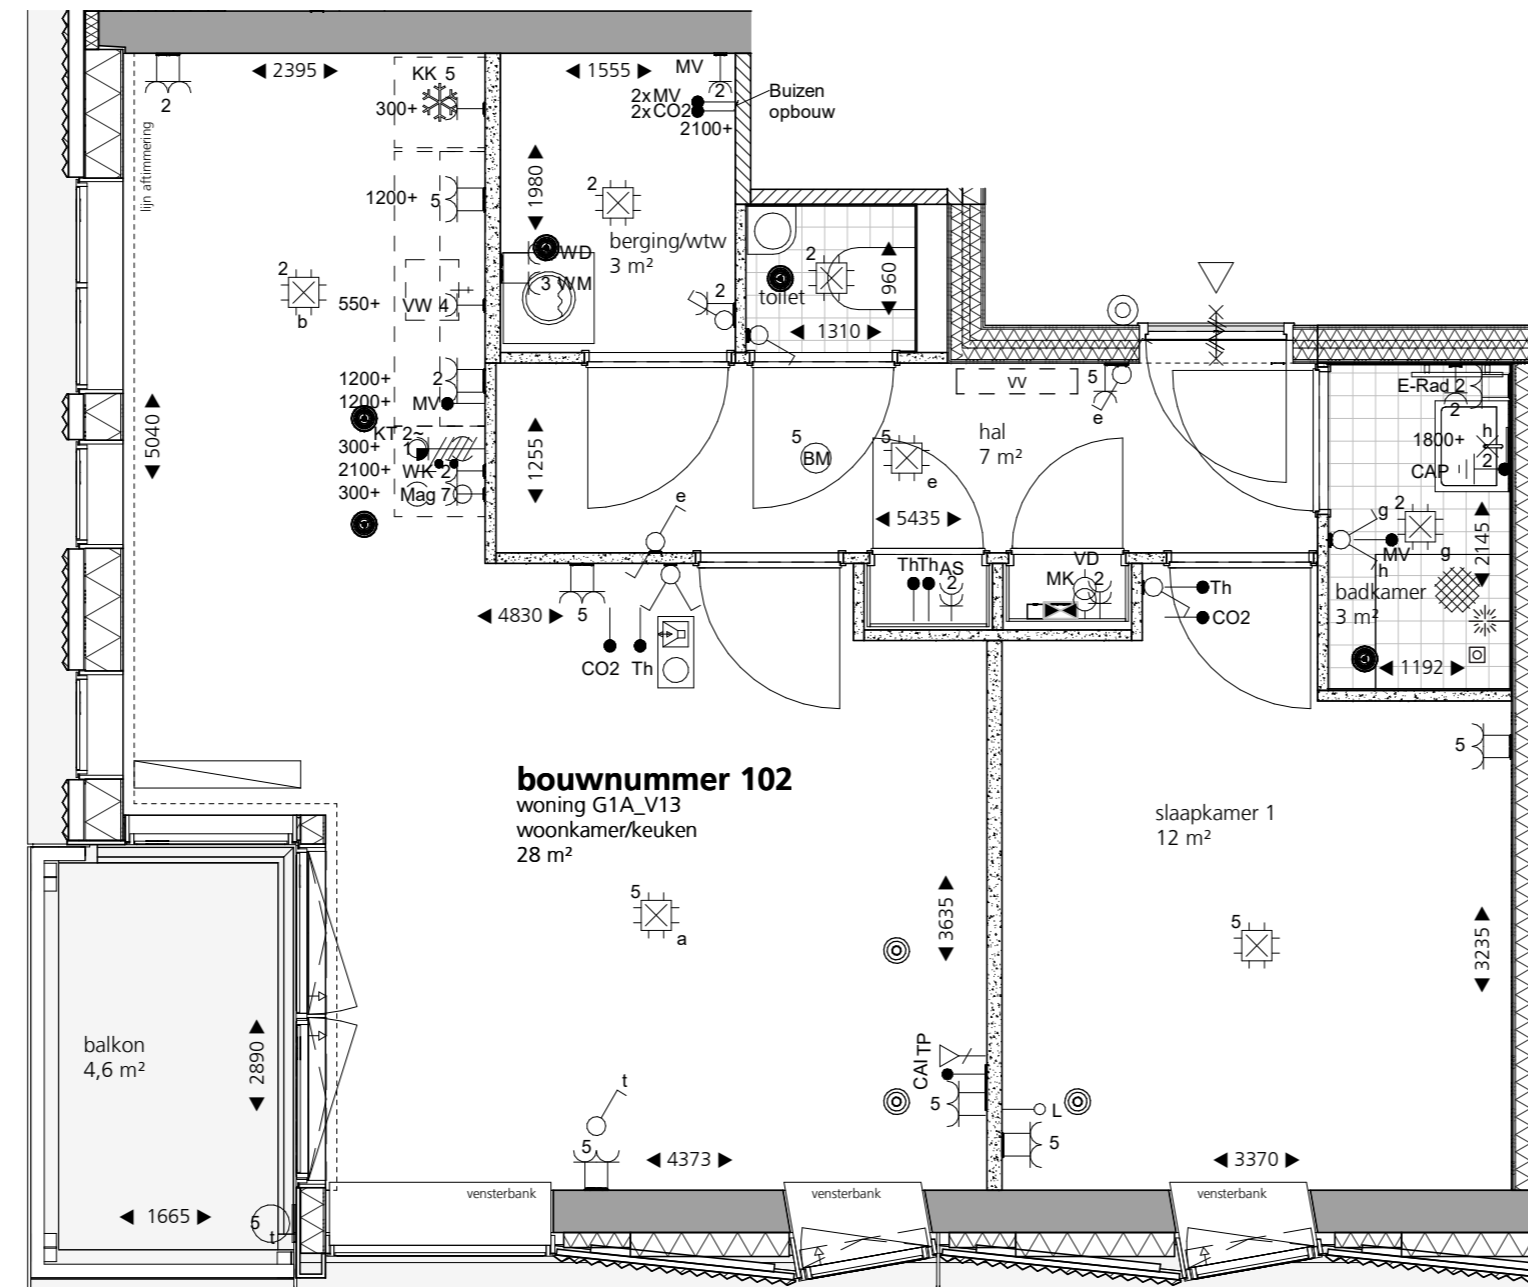 2395
KK 5
1555
MV
2
2
2xMV
2xCO2
2100+
Buizen
opbouw
300+
lijn aftimmering
1200+
5
1980
2
berging/wtw
3 m²
WD
3 WM
2
2
toilet
960
1310
2
b
550+
VW 4
1200+
2
1200+
MV
KT 2~
300+
1
2100+
WK 2
300+
Mag 7
5040
1255
VV
5
e
hal
7 m²
5
BM
5
e
e
5435
E-Rad 2
2
h
1800+
CAP
2
g
2
MV
g
h
2145
badkamer
3 m²
1192
4830
5
CO2
Th
Th
Th
AS
2
VD
MK
2
Th
CO2
5
bouwnummer 102
woning G1A_V13
woonkamer/keuken
28 m²
slaapkamer 1
12 m²
5
a
3635
5
3235
balkon
4,6 m²
2890
TP
CAI
5
L
5
t
5
4373
3370
1665
5
t
vensterbank
vensterbank
vensterbank